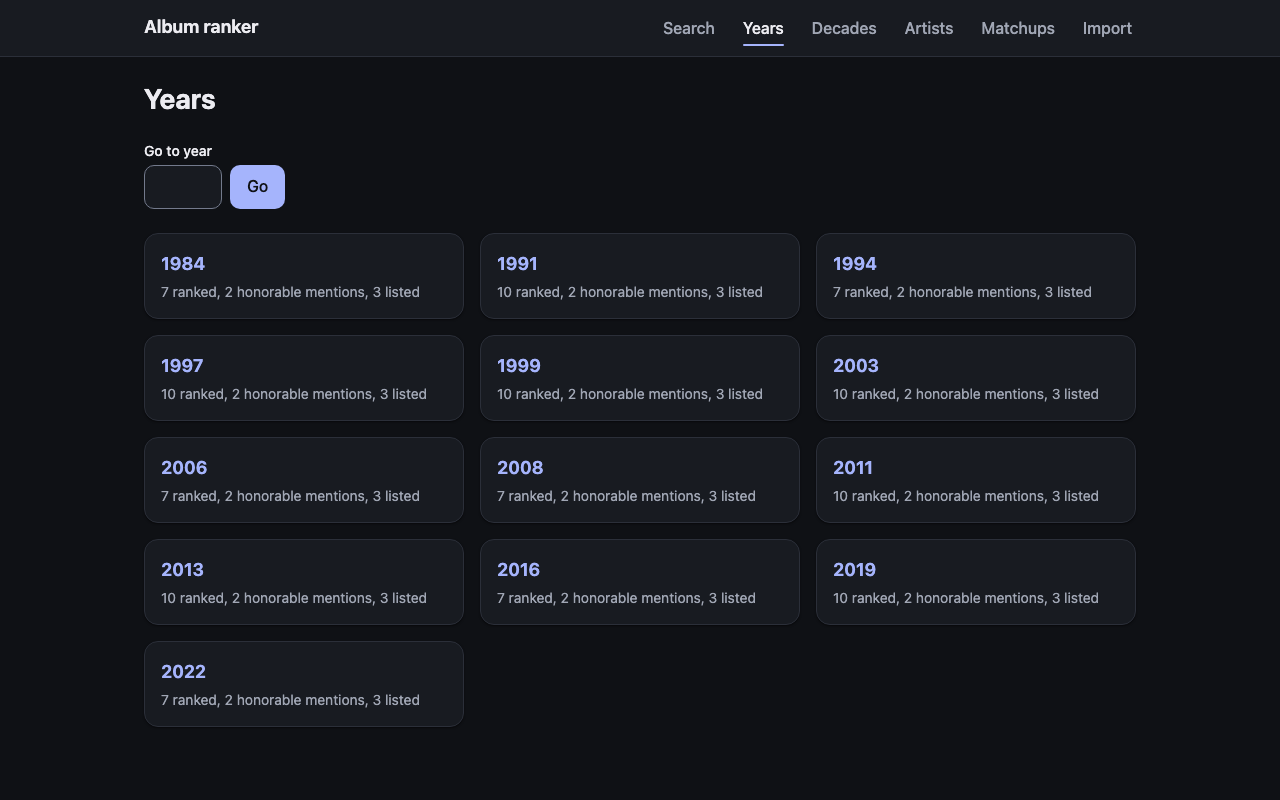 Album ranker
Search Years Decades Artists Matchups Import
Years
Go to year
Go
1984
7 ranked, 2 honorable mentions, 3 listed
1991
10 ranked, 2 honorable mentions, 3 listed
1994
7 ranked, 2 honorable mentions, 3 listed
1997
10 ranked, 2 honorable mentions, 3 listed
1999
10 ranked, 2 honorable mentions, 3 listed
2003
10 ranked, 2 honorable mentions, 3 listed
2006
7 ranked, 2 honorable mentions, 3 listed
2008
7 ranked, 2 honorable mentions, 3 listed
2011
10 ranked, 2 honorable mentions, 3 listed
2013
10 ranked, 2 honorable mentions, 3 listed
2016
7 ranked, 2 honorable mentions, 3 listed
2019
10 ranked, 2 honorable mentions, 3 listed
2022
7 ranked, 2 honorable mentions, 3 listed